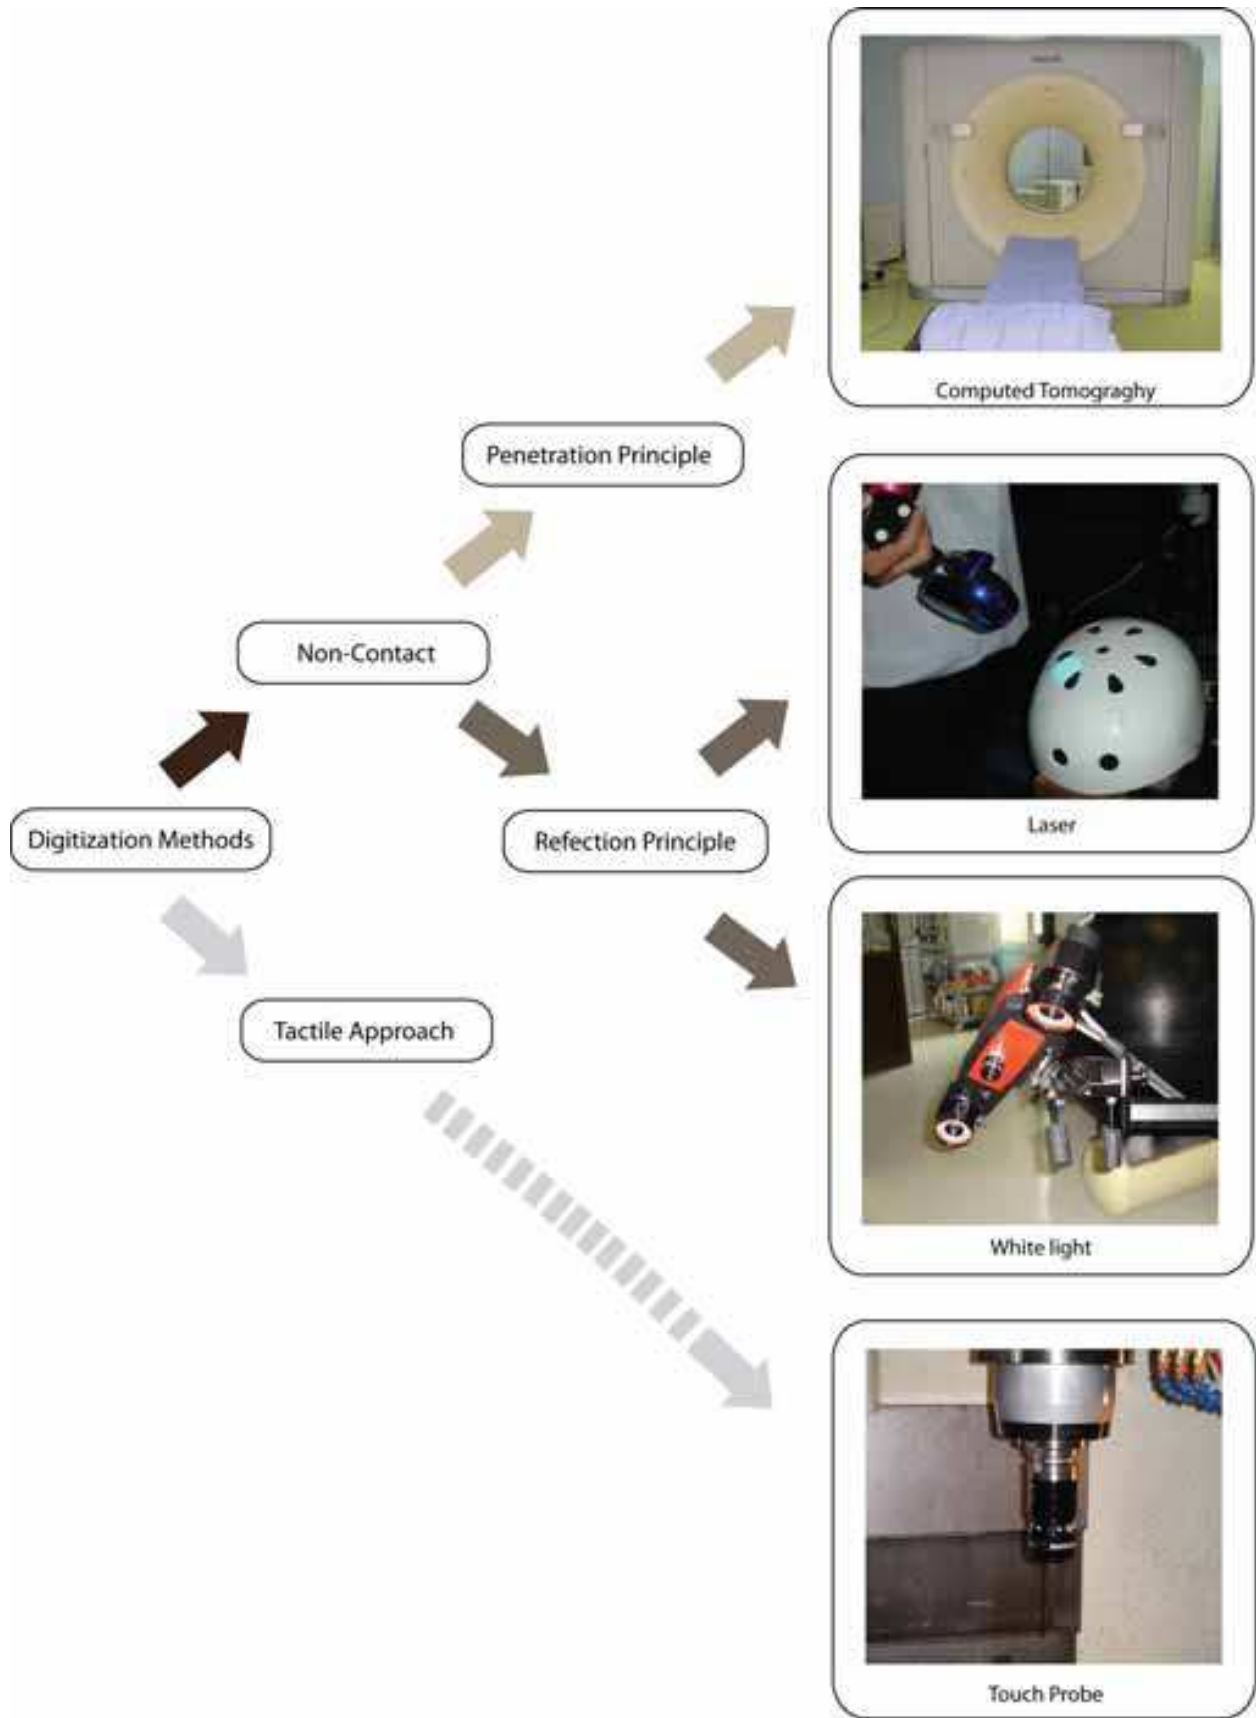 Computed Tomograghy
Penetration Principle
Non-Contact
Laser
Digitization Methods
Refection Principle
Tactile Approach
White light
Touch Probe